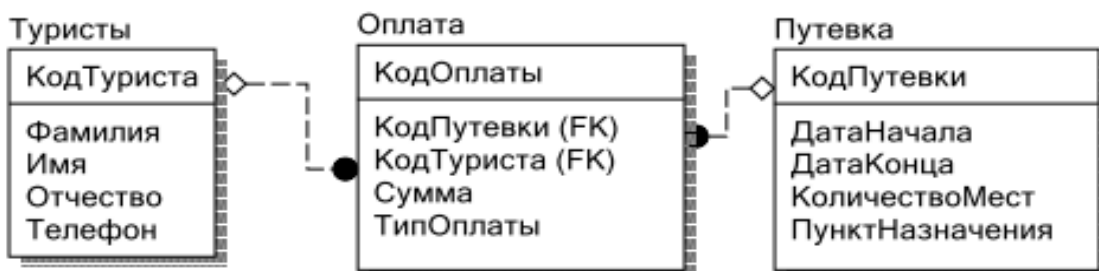 Туристы
КодТуриста
Фамилия
Имя
Отчество
Телефон
Оплата
КодОплаты
КодПутевки (FK)
КодТуриста (FK)
Сумма
ТипОплаты
Путевка
КодПутевки
ДатаНачала
ДатаКонца
КоличествоМест
ПунктНазначения